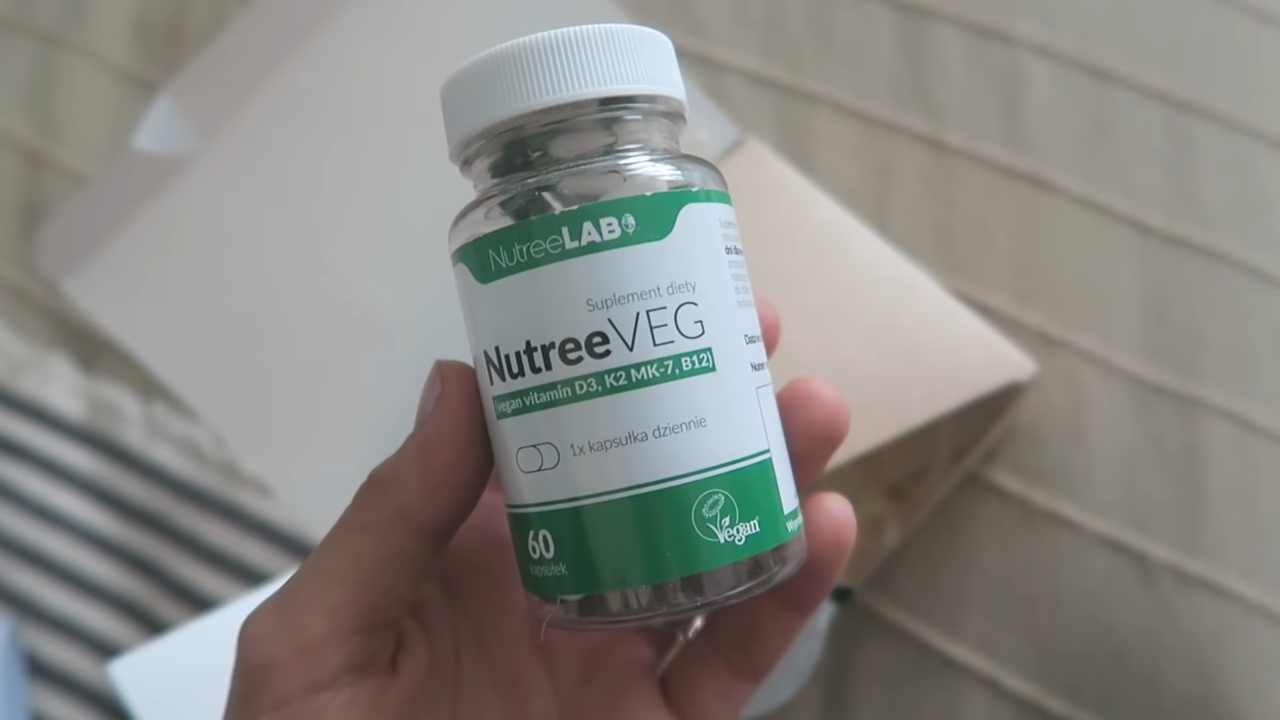 NutreeLAB
Suplement diety
NutreeVEG
(vegan vitamin D3, K2 MK-7, B12)
1x kapsułka dziennie
60
kapsułek
Vegan